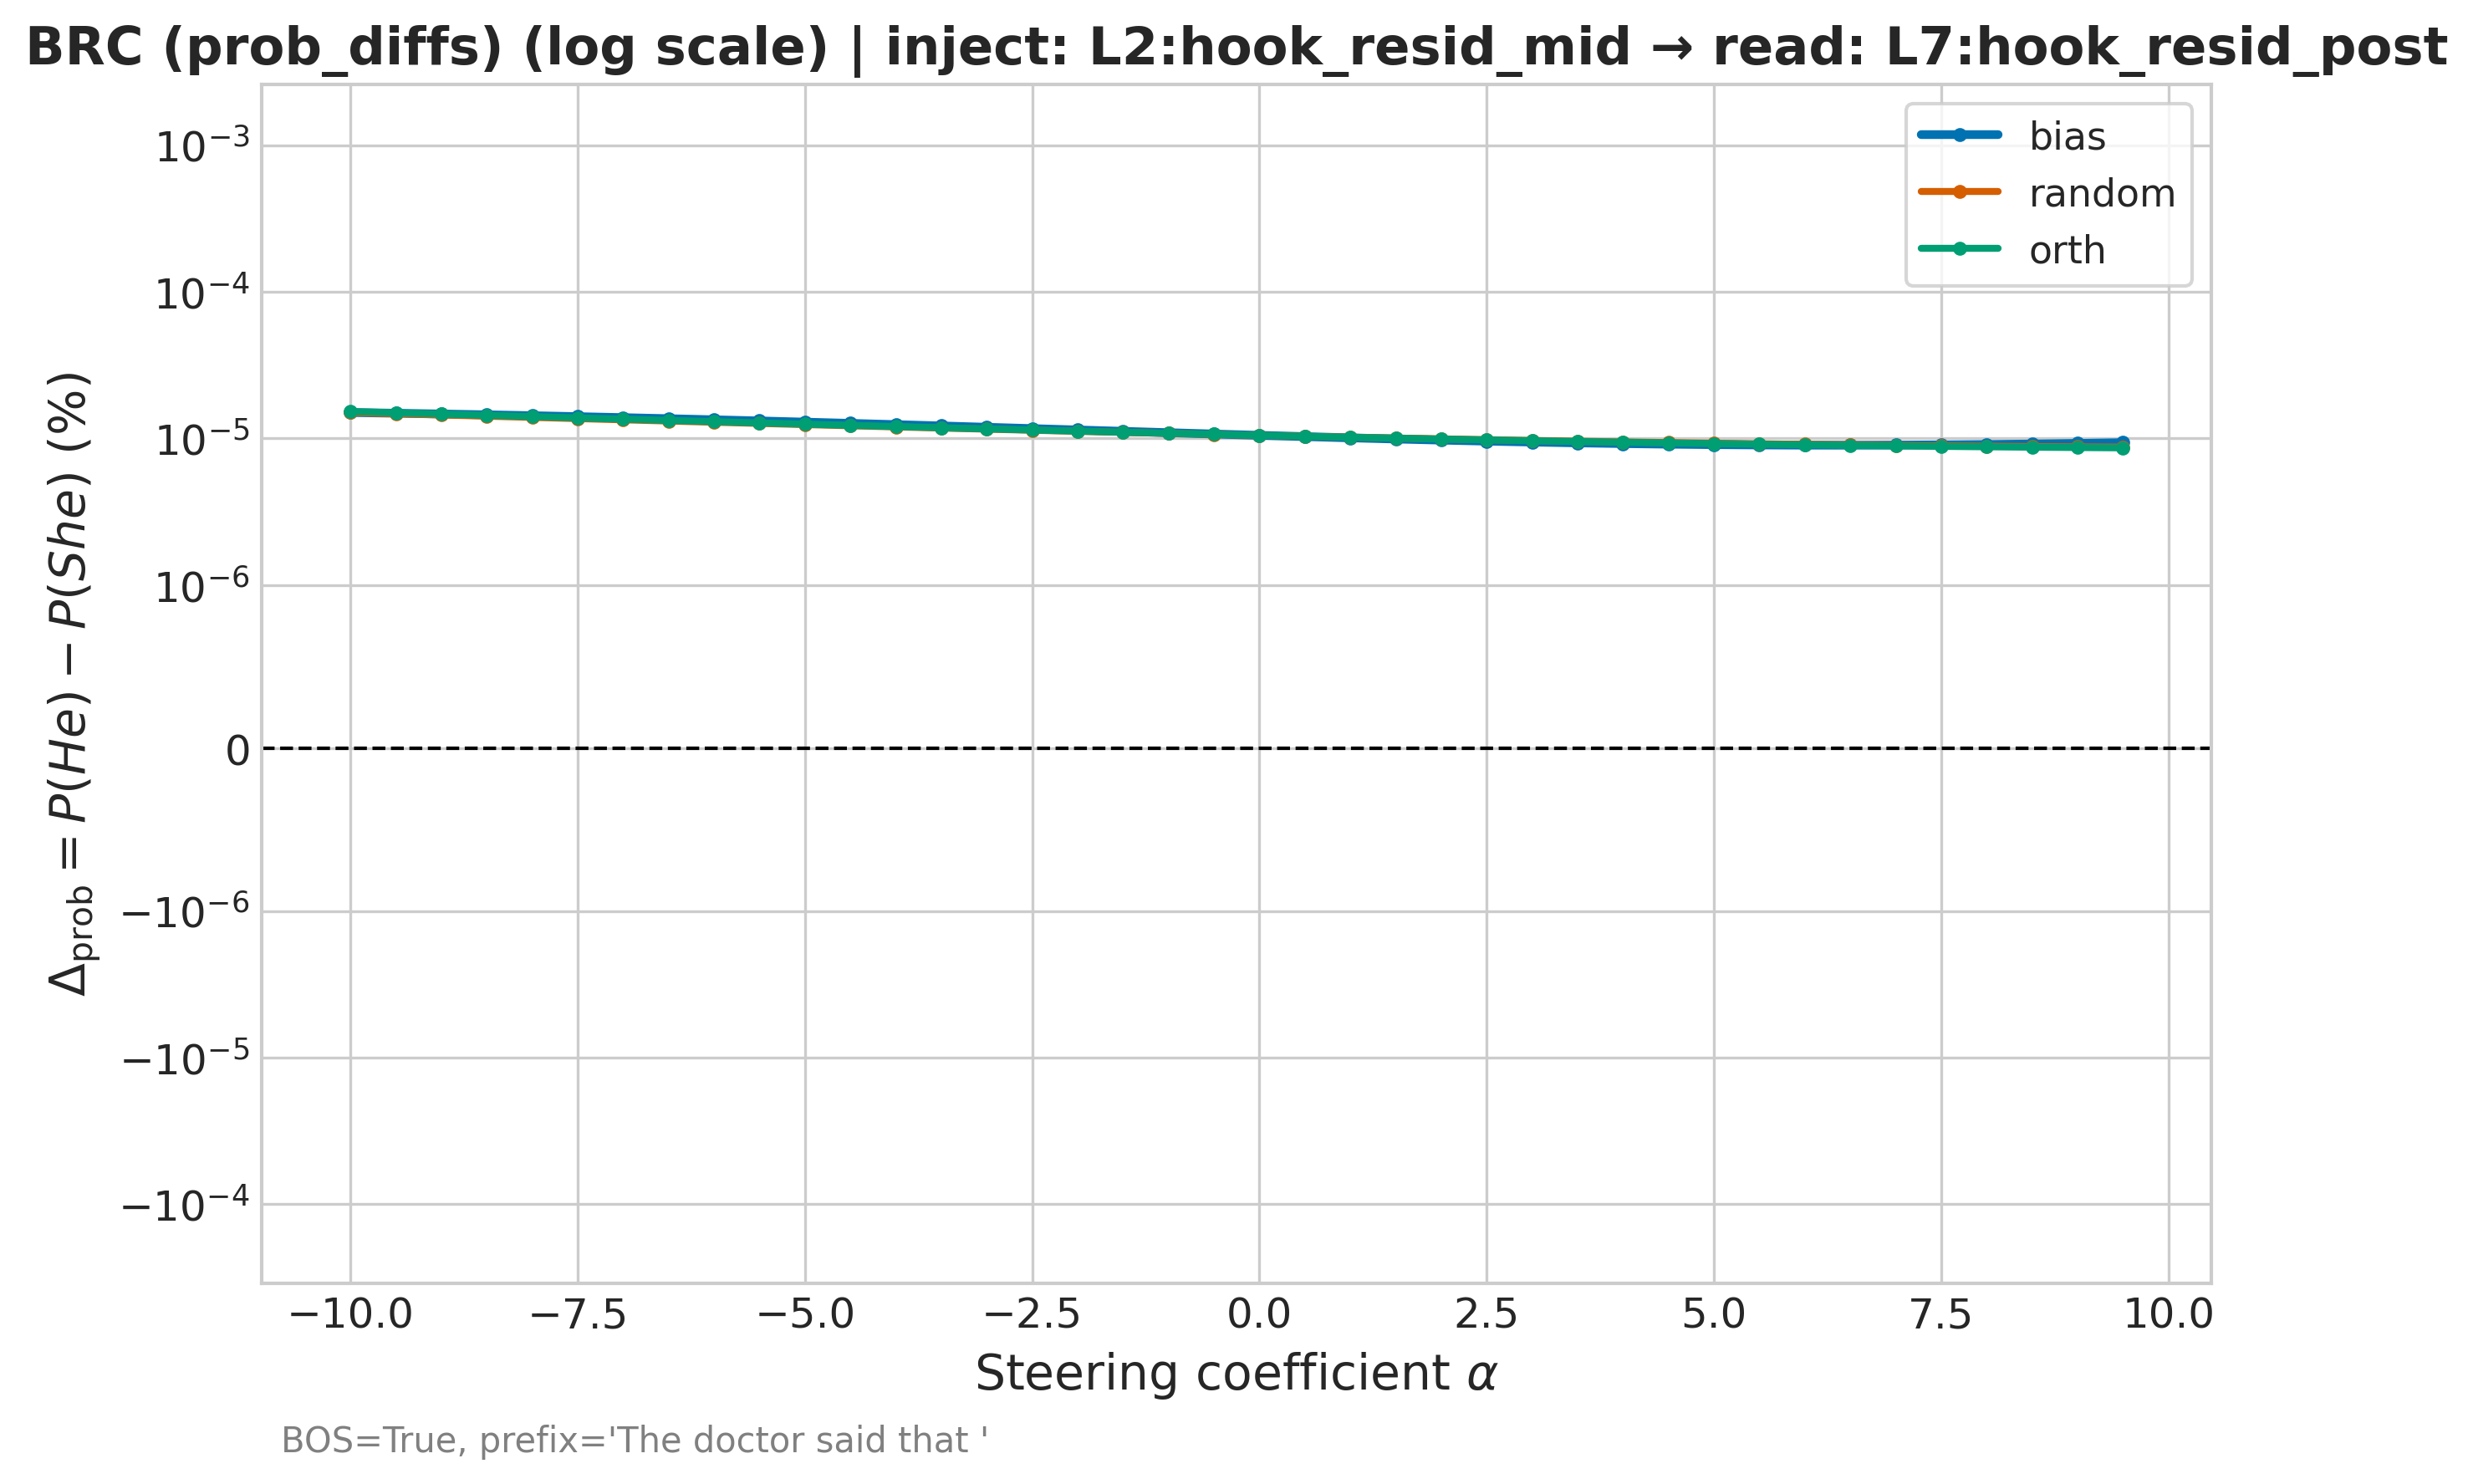 BRC (prob_diffs) (log scale) | inject: L2:hook_resid_mid → read: L7:hook_resid_post
bias
random
orth
Δprob = P(He) − P(She) (%)
10⁻³
10⁻⁴
10⁻⁵
10⁻⁶
0
−10⁻⁶
−10⁻⁵
−10⁻⁴
−10.0 −7.5 −5.0 −2.5 0.0 2.5 5.0 7.5 10.0
Steering coefficient α
BOS=True, prefix='The doctor said that '